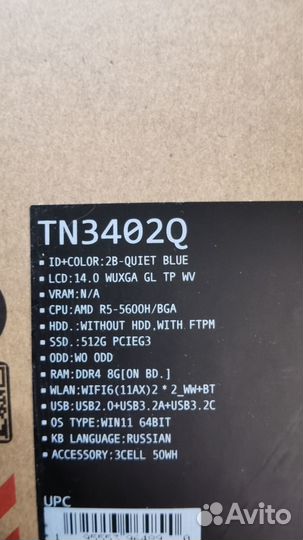 TN3402Q
▪ ID+COLOR:2B-QUIET BLUE
▪ LCD:14.0 WUXGA GL TP WV
▪ VRAM:N/A
▪ CPU:AMD R5-5600H/BGA
▪ HDD.:WITHOUT HDD,WITH FTPM
▪ SSD.:512G PCIEG3
▪ ODD:WO ODD
▪ RAM:DDR4 8G[ON BD.]
▪ WLAN:WIFI6(11AX)2*2_WW+BT
▪ USB:USB2.0+USB3.2A+USB3.2C
▪ OS TYPE:WIN11 64BIT
▪ KB LANGUAGE:RUSSIAN
▪ ACCESSORY:3CELL 50WH
UPC
Avito